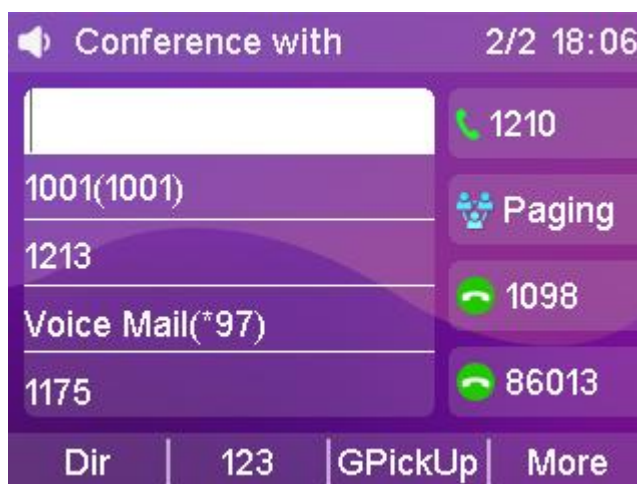 Conference with 2/2 18:06
1210
1001(1001)
Paging
1213
1098
Voice Mail(*97)
86013
1175
Dir 123 GPickUp More